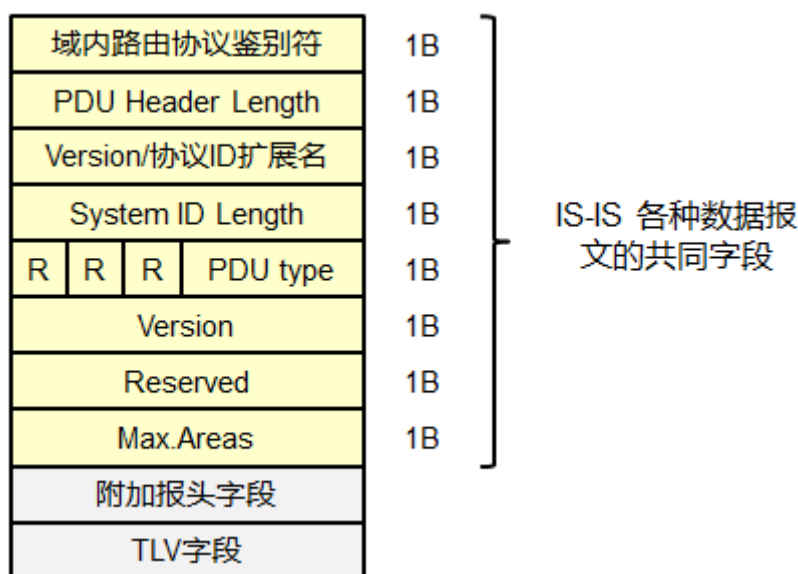 域内路由协议鉴别符 1B
PDU Header Length 1B
Version/协议ID扩展名 1B
System ID Length 1B
R R R PDU type 1B
Version 1B
Reserved 1B
Max.Areas 1B
附加报头字段
TLV字段
IS-IS 各种数据报
文的共同字段